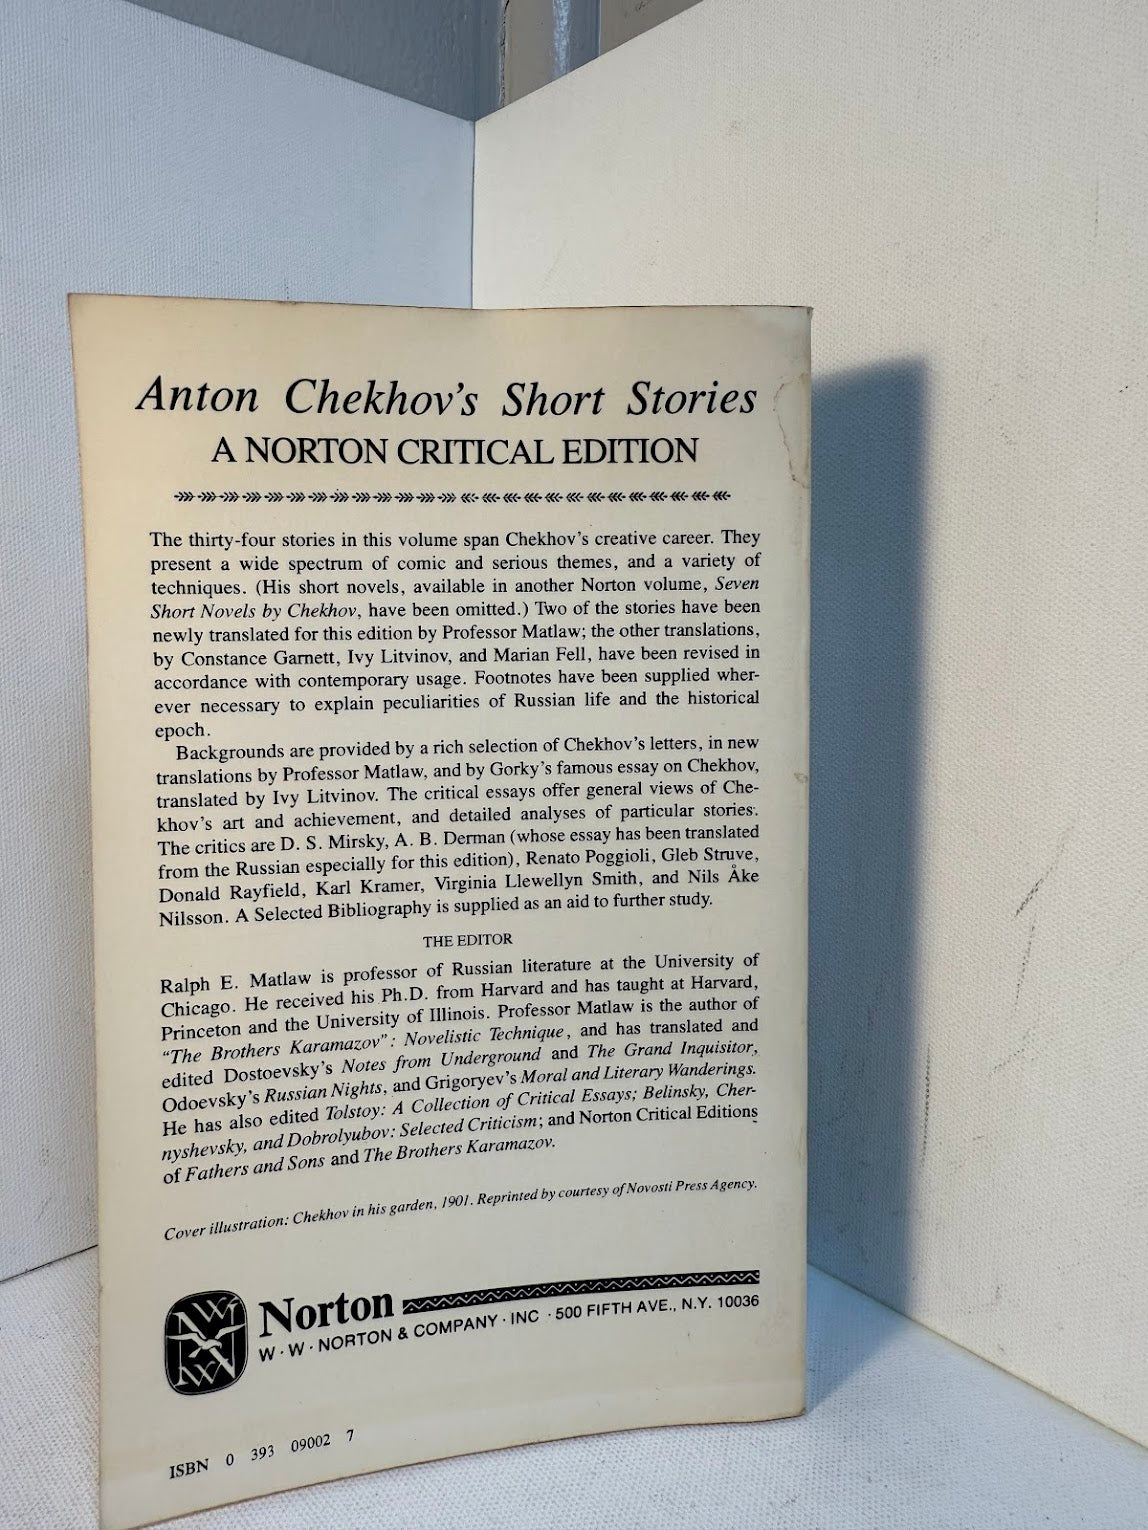 Anton Chekhov's Short Stories
A NORTON CRITICAL EDITION
The thirty-four stories in this volume span Chekhov's creative career. They
present a wide spectrum of comic and serious themes, and a variety of
techniques. (His short novels, available in another Norton volume, Seven
Short Novels by Chekhov, have been omitted.) Two of the stories have been
newly translated for this edition by Professor Matlaw; the other translations,
by Constance Garnett, Ivy Litvinov, and Marian Fell, have been revised in
accordance with contemporary usage. Footnotes have been supplied wher-
ever necessary to explain peculiarities of Russian life and the historical
epoch.
Backgrounds are provided by a rich selection of Chekhov's letters, in new
translations by Professor Matlaw, and by Gorky's famous essay on Chekhov,
translated by Ivy Litvinov. The critical essays offer general views of Che-
khov's art and achievement, and detailed analyses of particular stories.
The critics are D. S. Mirsky, A. B. Derman (whose essay has been translated
from the Russian especially for this edition), Renato Poggioli, Gleb Struve,
Donald Rayfield, Karl Kramer, Virginia Llewellyn Smith, and Nils Åke
Nilsson. A Selected Bibliography is supplied as an aid to further study.
THE EDITOR
Ralph E. Matlaw is professor of Russian literature at the University of
Chicago. He received his Ph.D. from Harvard and has taught at Harvard,
Princeton and the University of Illinois. Professor Matlaw is the author of
"The Brothers Karamazov": Novelistic Technique, and has translated and
edited Dostoevsky's Notes from Underground and The Grand Inquisitor,
Odoevsky's Russian Nights, and Grigoryev's Moral and Literary Wanderings.
He has also edited Tolstoy: A Collection of Critical Essays; Belinsky, Cher-
nyshevsky, and Dobrolyubov: Selected Criticism; and Norton Critical Editions
of Fathers and Sons and The Brothers Karamazov.
Cover illustration: Chekhov in his garden, 1901. Reprinted by courtesy of Novosti Press Agency.
Norton
W · W · NORTON & COMPANY · INC · 500 FIFTH AVE., N.Y. 10036
ISBN 0 393 09002 7